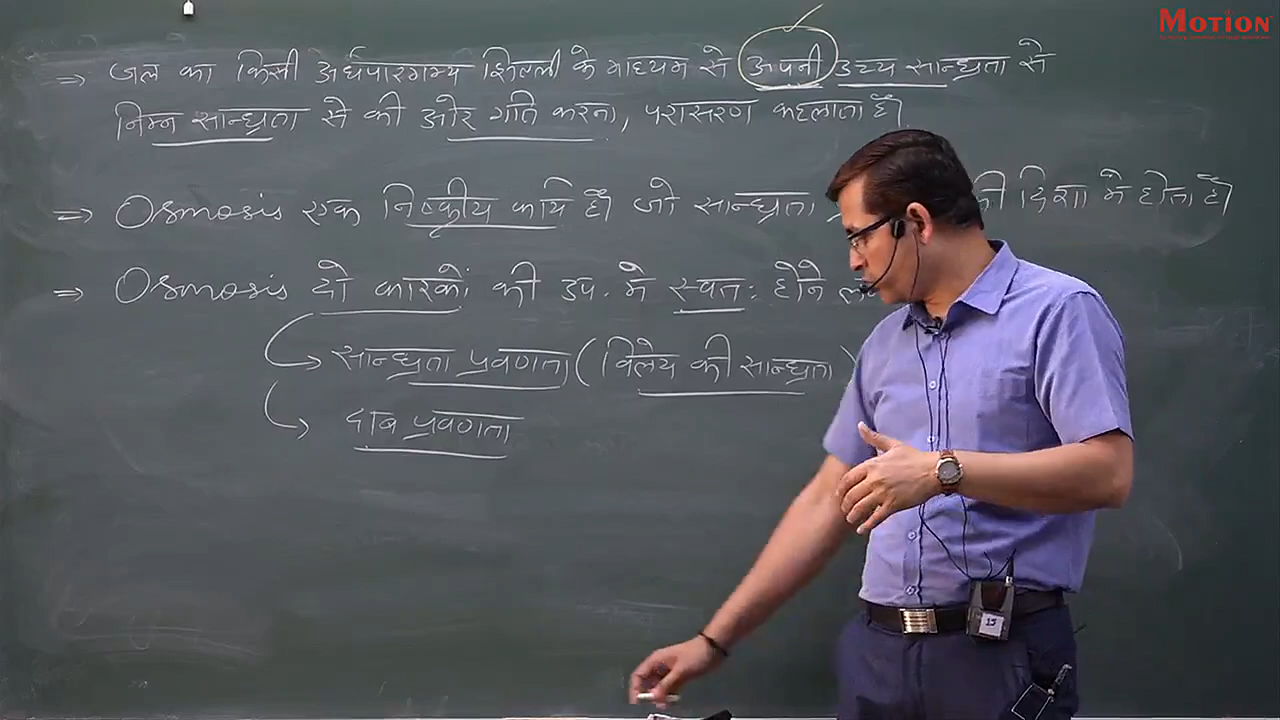 MOTION
⇒ जल का किसी अर्धपारगम्य झिल्ली के माध्यम से अपनी उच्च सान्द्रता से
निम्न सान्द्रता से की ओर गति करना, परासरण कहलाता है।
⇒ Osmosis एक निष्क्रीय कार्य है। जो सान्द्रता की दिशा मे होता है।
⇒ Osmosis दो कारकों की उप. मे स्वतः होने
सान्द्रता प्रवणता (विलेय की सान्द्रता)
दाब प्रवणता
15